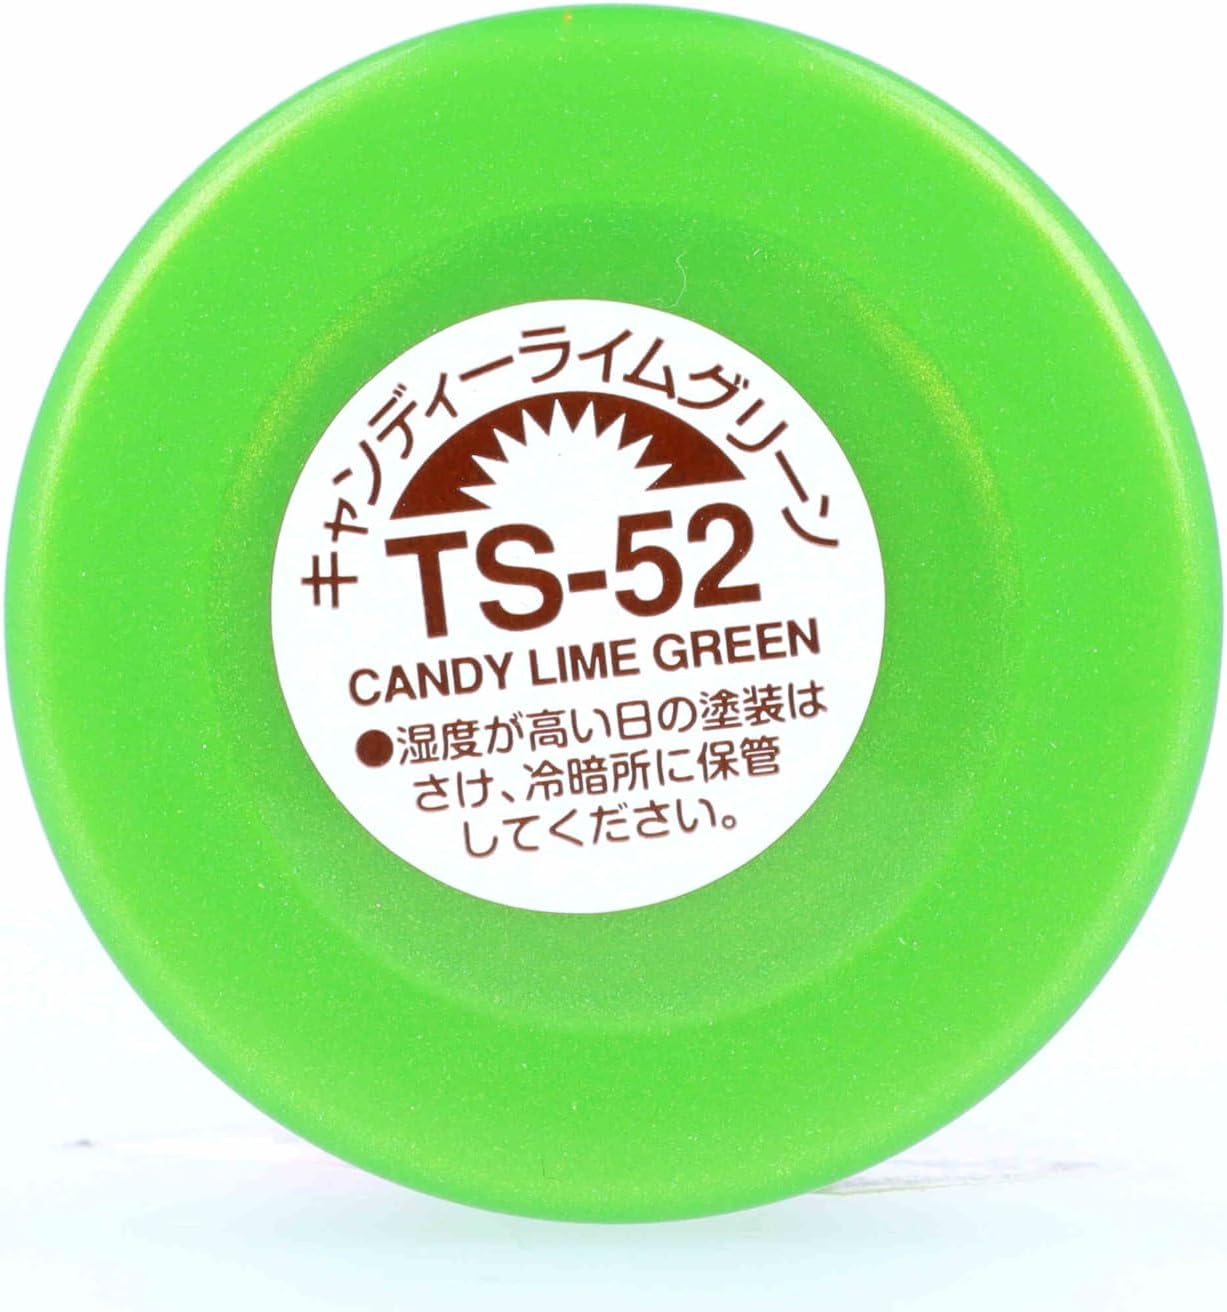 キャンディーライムグリーン
TS-52
CANDY LIME GREEN
●湿度が高い日の塗装は
さけ、冷暗所に保管
してください。